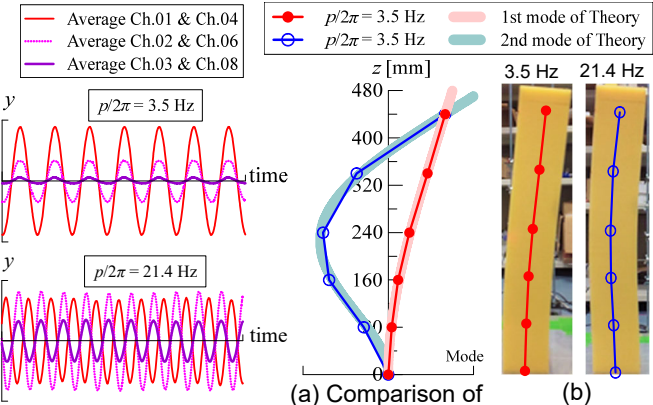 Average Ch.01 & Ch.04
Average Ch.02 & Ch.06
Average Ch.03 & Ch.08
y
p/2π = 3.5 Hz
time
y
p/2π = 21.4 Hz
time
p/2π = 3.5 Hz 1st mode of Theory
p/2π = 3.5 Hz 2nd mode of Theory
z [mm]
480
400
320
240
160
0
0
Mode
(a) Comparison of
3.5 Hz 21.4 Hz
(b)